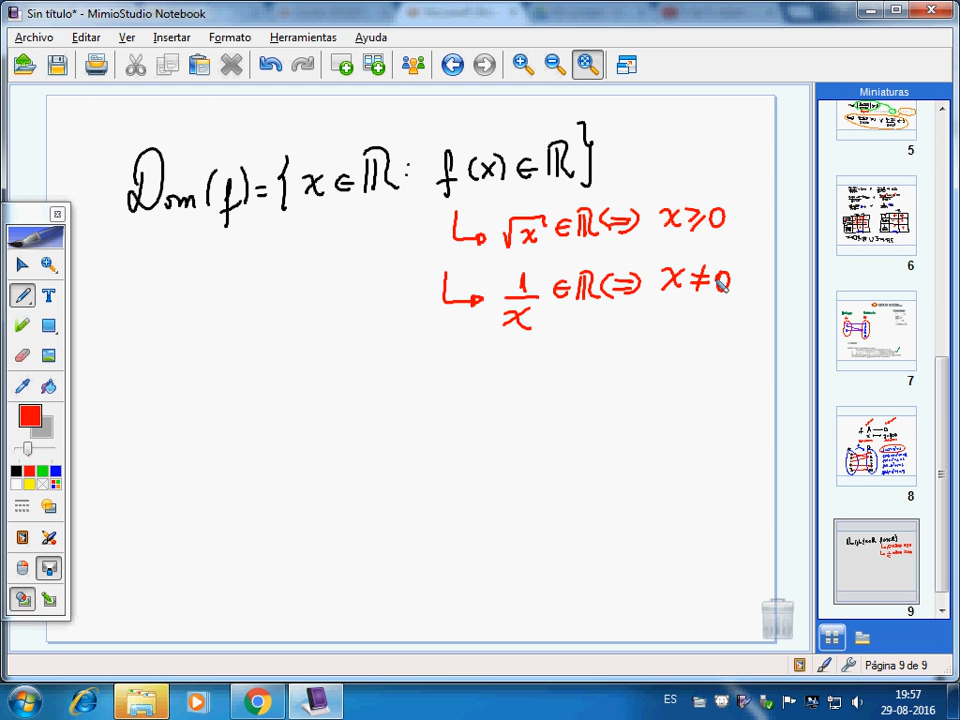 Sin título* - MimioStudio Notebook
Archivo Editar Ver Insertar Formato Herramientas Ayuda
Miniaturas
Dom(f)={x∈ℝ: f(x)∈ℝ}
↳ √x ∈ℝ⇔ x≥0
↳ 1/x ∈ℝ⇔ x≠0
5
6
7
8
9
Página 9 de 9
ES
19:57
29-08-2016